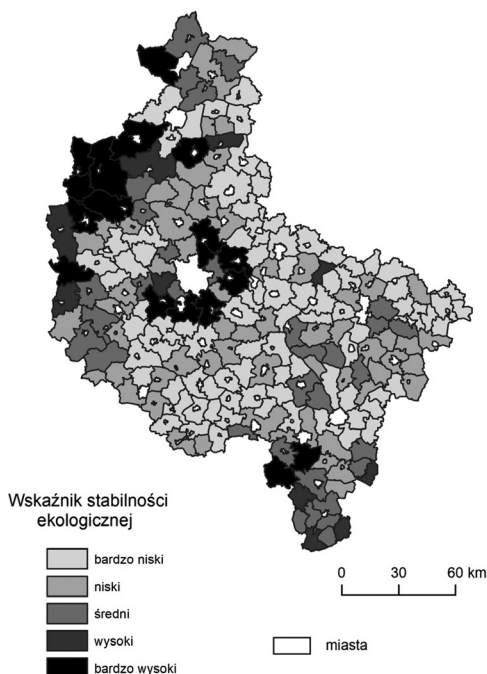 Wskaźnik stabilności
ekologicznej
bardzo niski
niski
średni
wysoki
bardzo wysoki
0 30 60 km
miasta